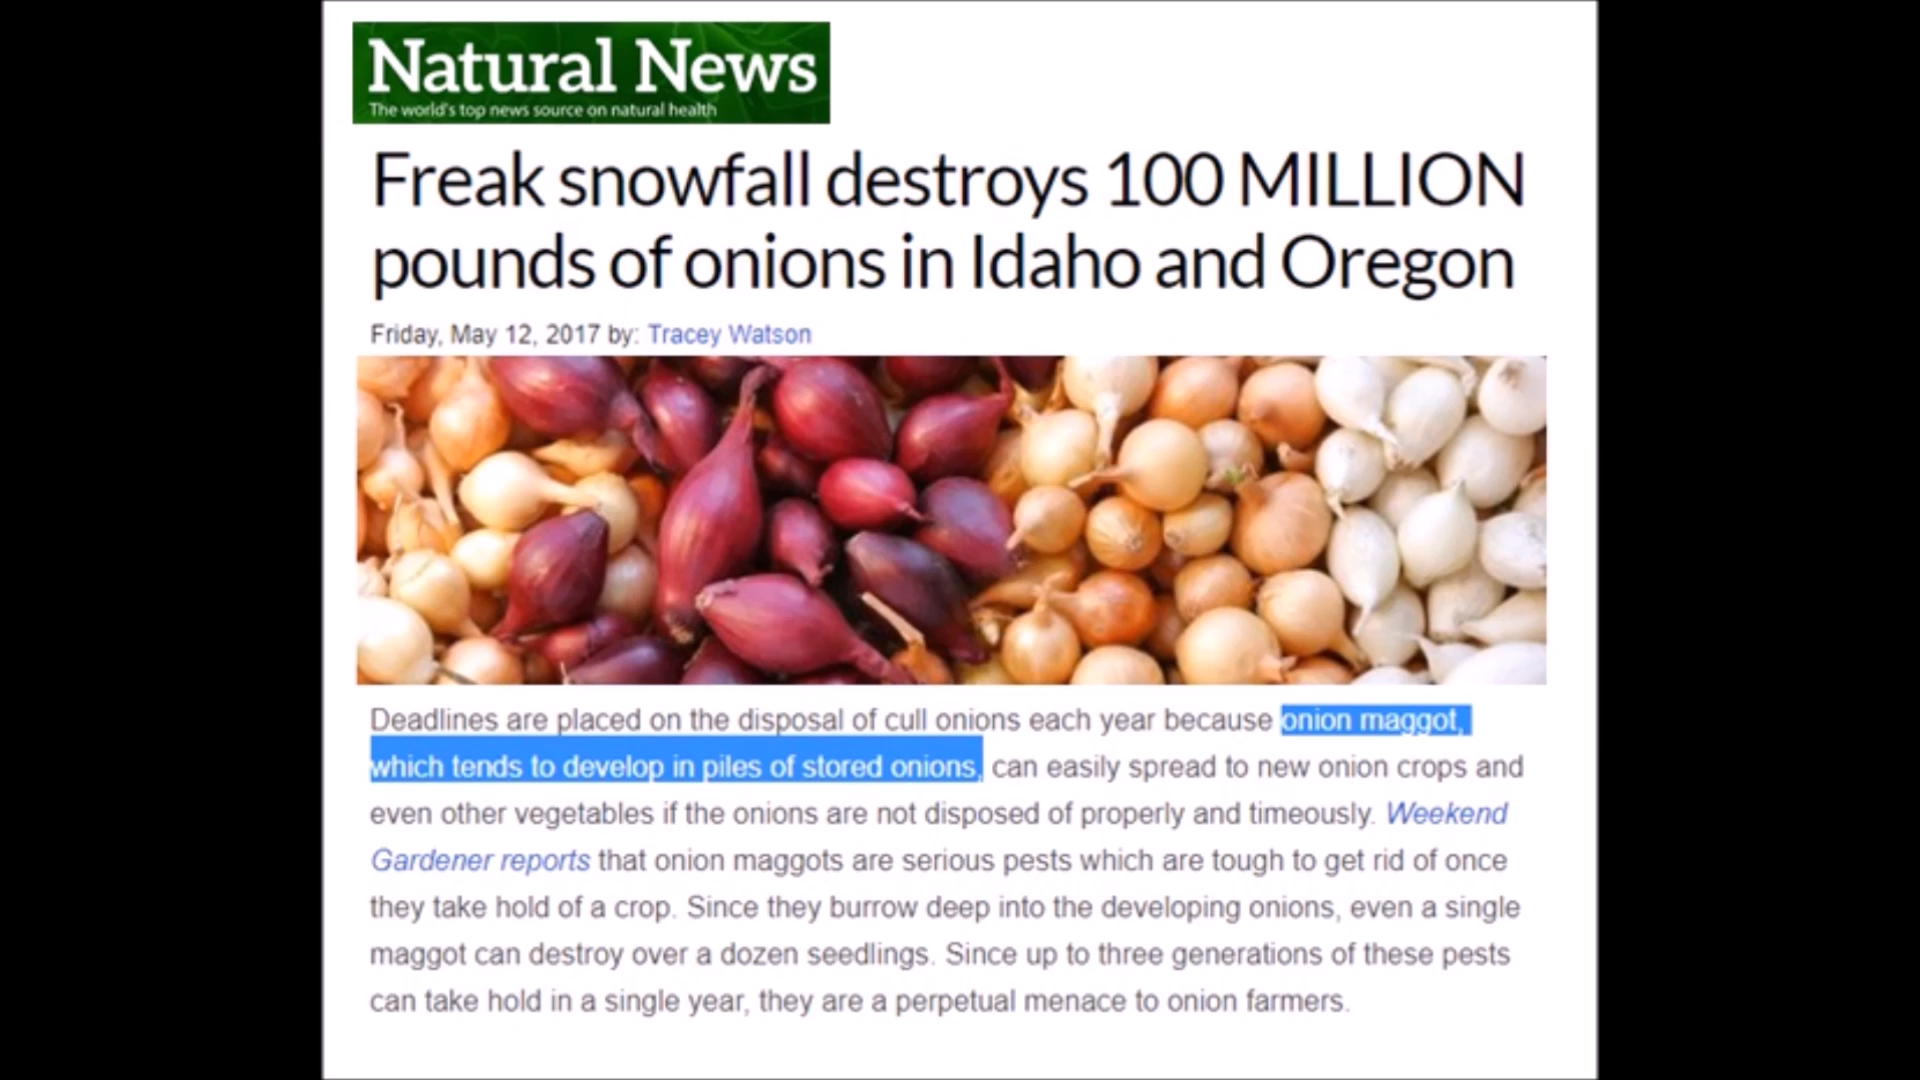 Natural News
The world's top news source on natural health
Freak snowfall destroys 100 MILLION
pounds of onions in Idaho and Oregon
Friday, May 12, 2017 by: Tracey Watson
Deadlines are placed on the disposal of cull onions each year because onion maggot,
which tends to develop in piles of stored onions, can easily spread to new onion crops and
even other vegetables if the onions are not disposed of properly and timeously. Weekend
Gardener reports that onion maggots are serious pests which are tough to get rid of once
they take hold of a crop. Since they burrow deep into the developing onions, even a single
maggot can destroy over a dozen seedlings. Since up to three generations of these pests
can take hold in a single year, they are a perpetual menace to onion farmers.